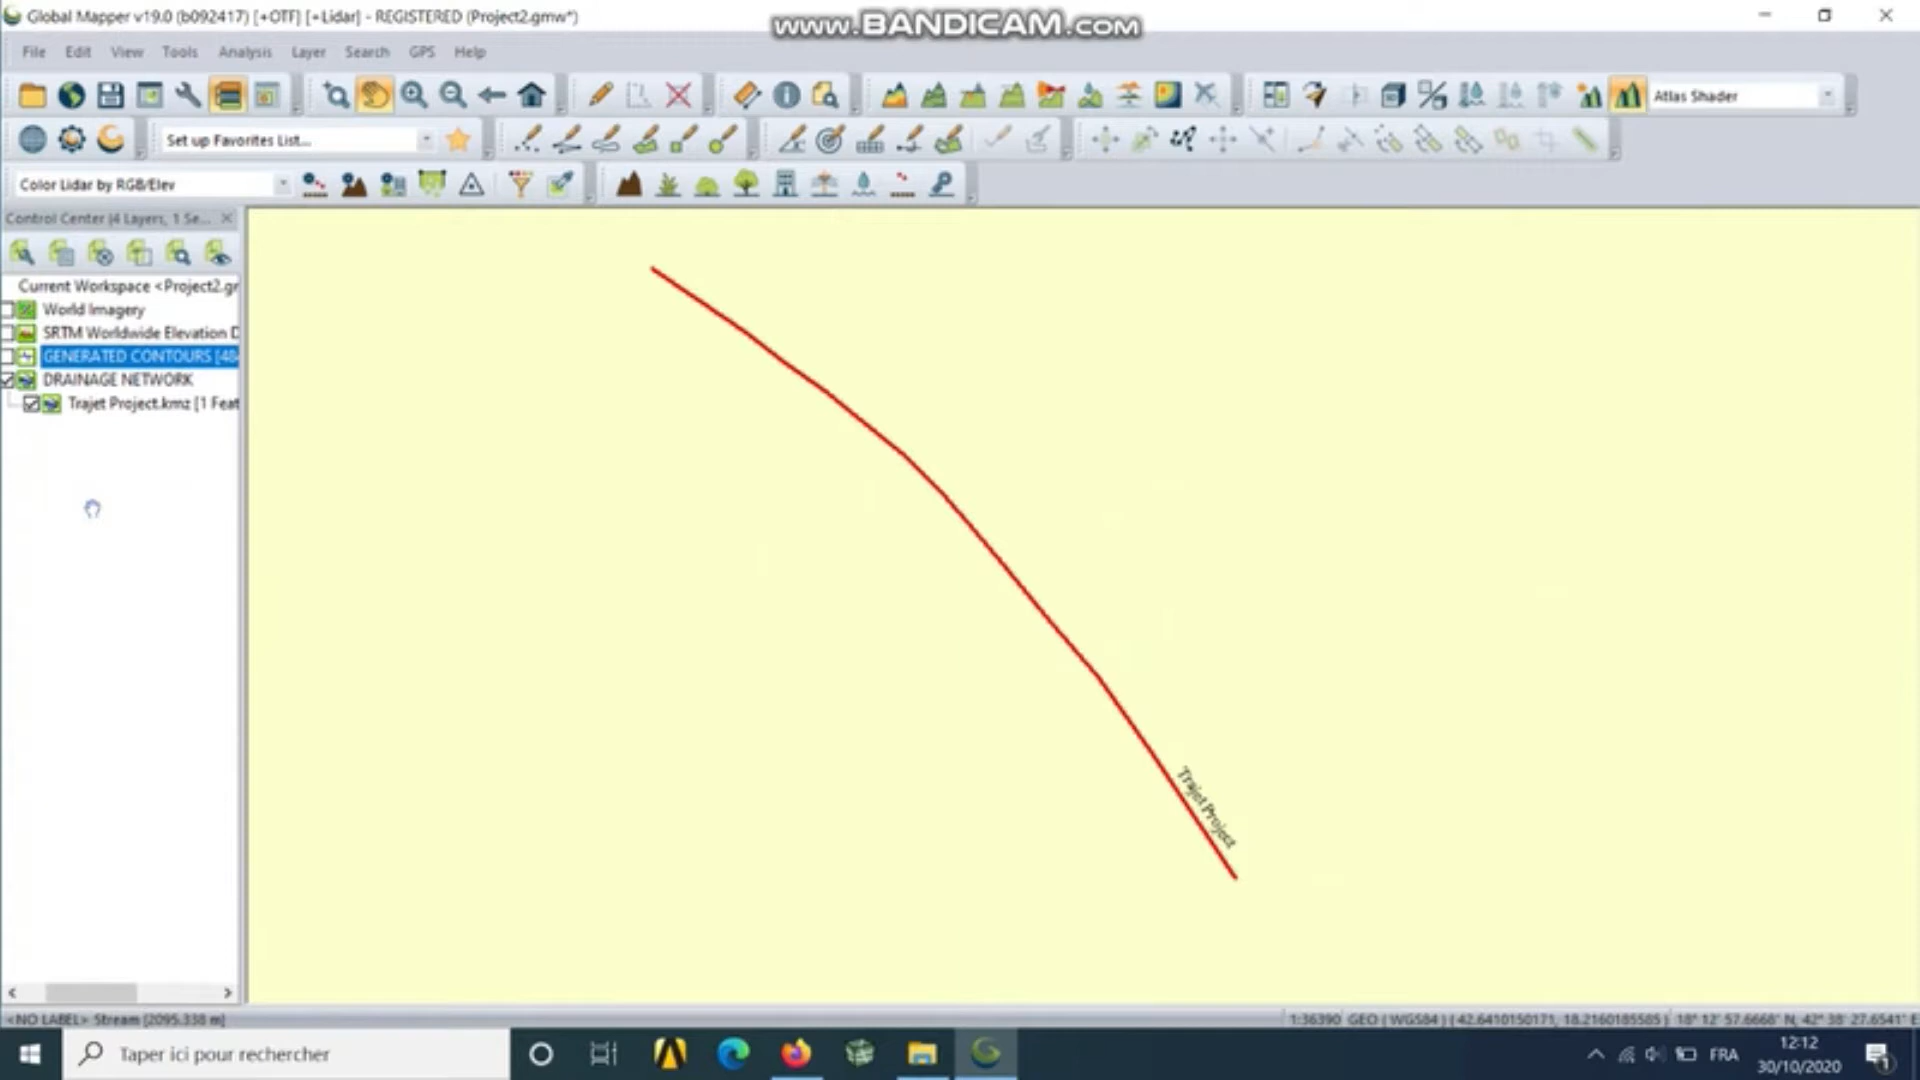 Global Mapper v19.0 (b092417) [+OTF] [+Lidar] - REGISTERED (Project2.gmw*)
www.BANDICAM.com
File Edit View Tools Analysis Layer Search GPS Help
Atlas Shader
Set up Favorites List...
Color Lidar by RGB/Elev
Control Center (4 Layers, 1 Se...
Current Workspace <Project2.gr
World Imagery
SRTM Worldwide Elevation D
GENERATED CONTOURS [48
DRAINAGE NETWORK
Trajet Project.kmz [1 Feat
Trajet Project
<NO LABEL> Stream [2095.338 m]
1:36390 GEO ( WGS84 ) ( 42.6410150171, 18.2160185585 ) 18° 12' 57.6668" N, 42° 38' 27.6541" E
Taper ici pour rechercher
FRA
12:12
30/10/2020
1